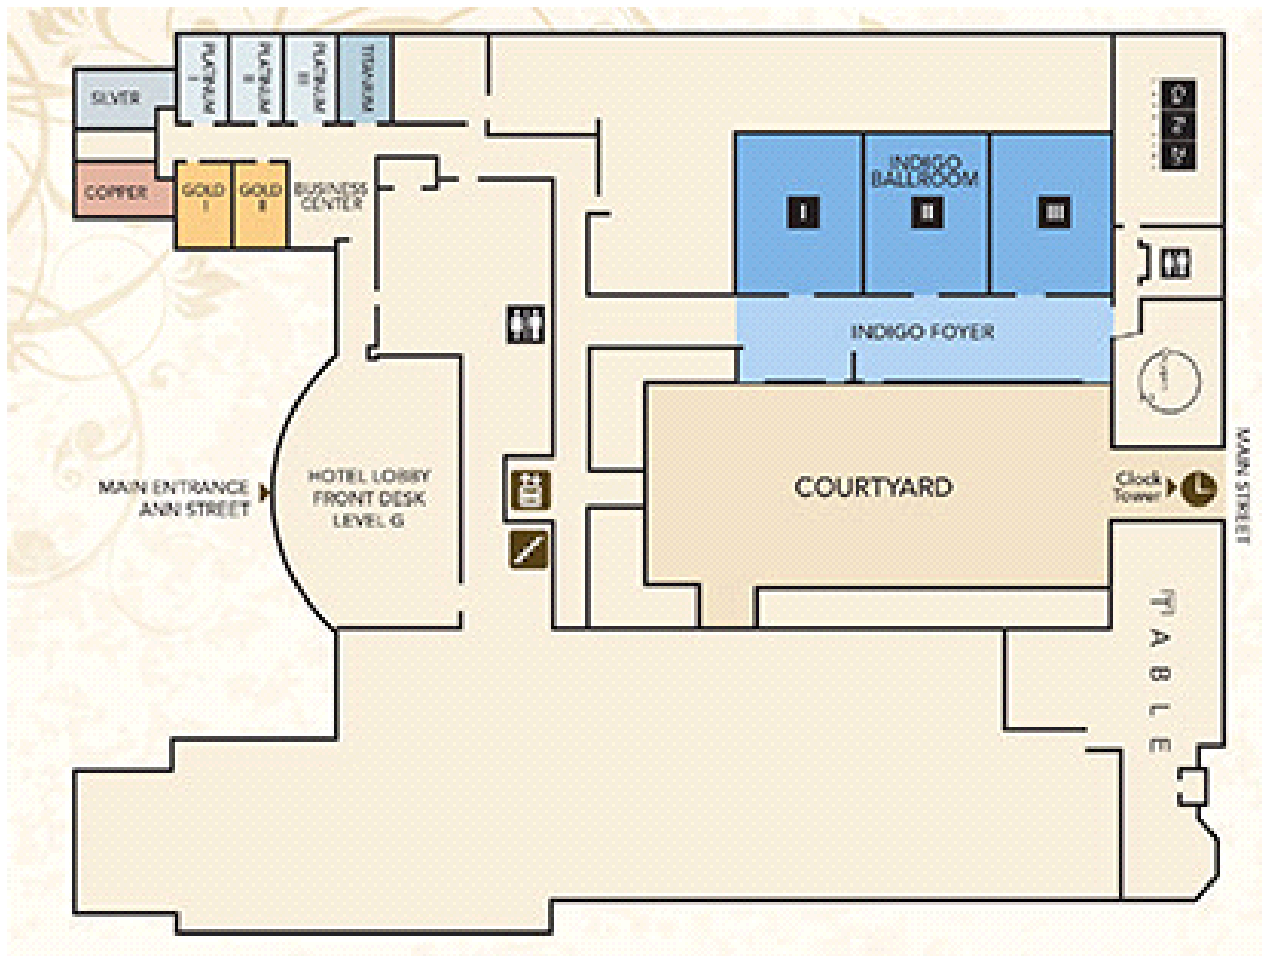 PLATINUM
I
PLATINUM
II
PLATINUM
III
TITANIUM
SILVER
COPPER
GOLD
I
GOLD
II
BUSINESS
CENTER
INDIGO
BALLROOM
I
II
III
INDIGO FOYER
MAIN ENTRANCE
ANN STREET
HOTEL LOBBY
FRONT DESK
LEVEL G
COURTYARD
Clock
Tower
MAIN STREET
TABLE